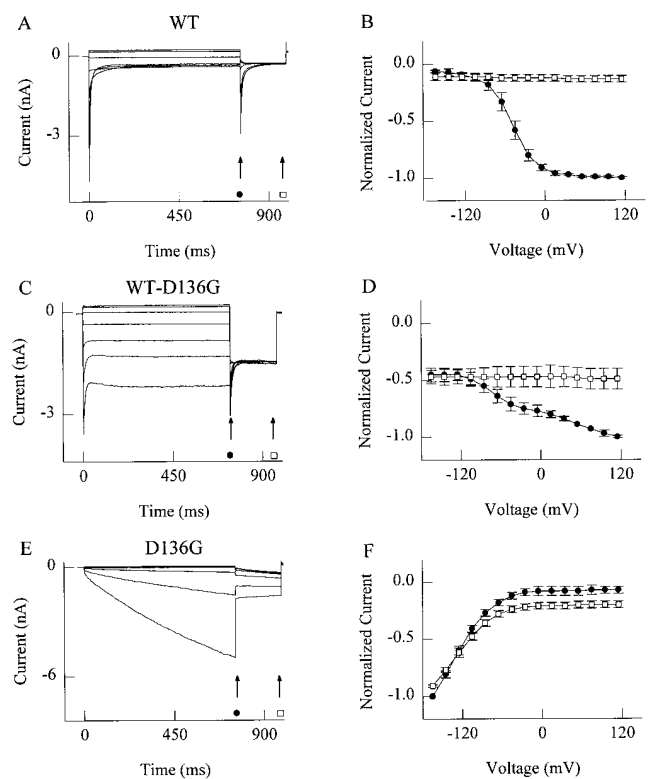 A
WT
0
-3
Current (nA)
0
450
900
Time (ms)
B
-0.0
-0.5
-1.0
Normalized Current
-120
0
120
Voltage (mV)
C
WT-D136G
0
-3
Current (nA)
0
450
900
Time (ms)
D
0.0
-0.5
-1.0
Normalized Current
-120
0
120
Voltage (mV)
E
D136G
0
-6
Current (nA)
0
450
900
Time (ms)
F
-0.0
-0.5
-1.0
Normalized Current
-120
0
120
Voltage (mV)